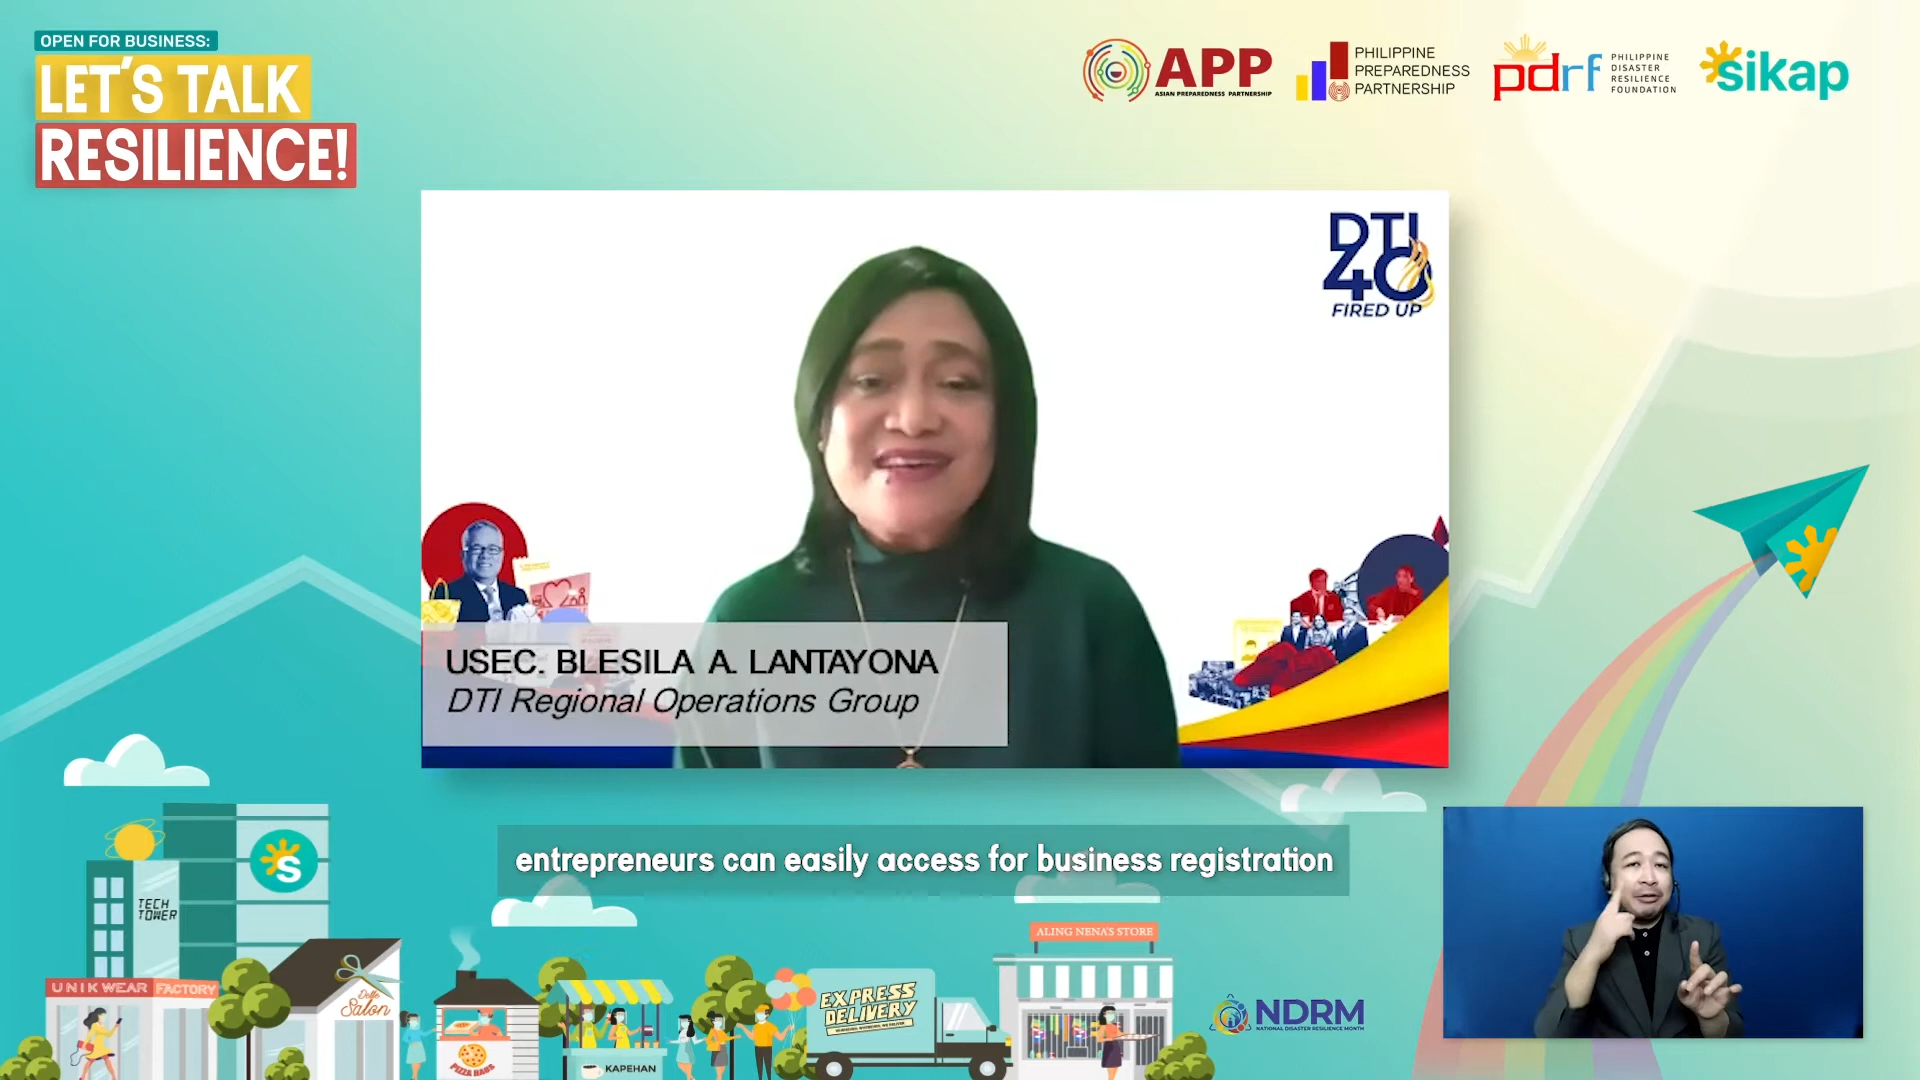 OPEN FOR BUSINESS:
LET'S TALK
RESILIENCE!
APP
ASIAN PREPAREDNESS PARTNERSHIP
PHILIPPINE
PREPAREDNESS
PARTNERSHIP
pdrf
PHILIPPINE
DISASTER
RESILIENCE
FOUNDATION
sikap
DTI
40
FIRED UP
USEC. BLESILA A. LANTAYONA
DTI Regional Operations Group
entrepreneurs can easily access for business registration
S
TECH
TOWER
UNIKWEAR FACTORY
Salon
PIZZA HAUS
KAPEHAN
EXPRESS
DELIVERY
ALING NENA'S STORE
NDRM
NATIONAL DISASTER RESILIENCE MONTH